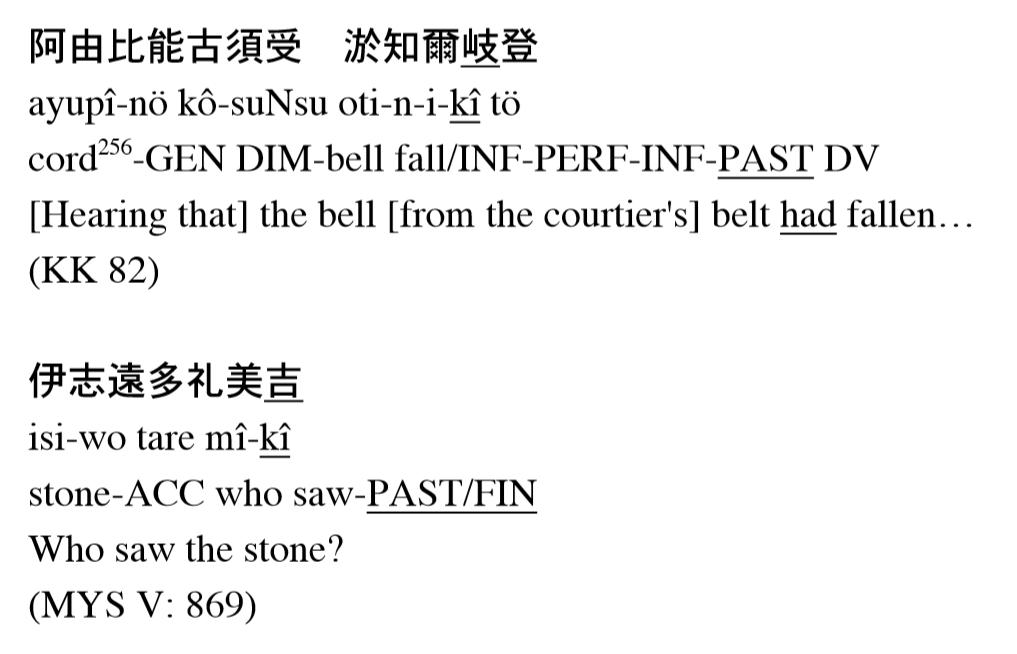 阿由比能古須受　淤知爾岐登
ayupî-nö kô-suNsu oti-n-i-kî tö
cord256-GEN DIM-bell fall/INF-PERF-INF-PAST DV
[Hearing that] the bell [from the courtier's] belt had fallen…
(KK 82)
伊志遠多礼美吉
isi-wo tare mî-kî
stone-ACC who saw-PAST/FIN
Who saw the stone?
(MYS V: 869)